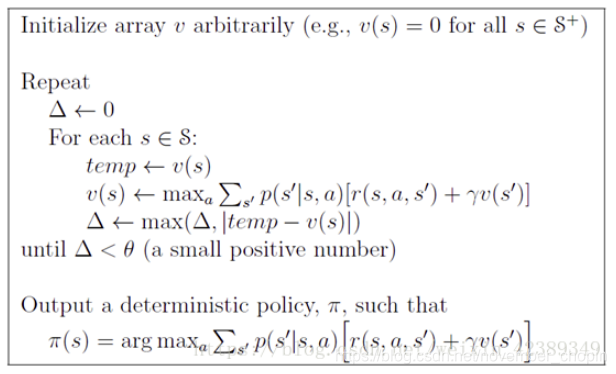 Initialize array v arbitrarily (e.g., v(s) = 0 for all s ∈ 𝒮⁺)
Repeat
Δ ← 0
For each s ∈ 𝒮:
temp ← v(s)
v(s) ← maxₐ ∑ₛ′ p(s′|s, a)[r(s, a, s′) + γv(s′)]
Δ ← max(Δ, |temp − v(s)|)
until Δ < θ (a small positive number)
Output a deterministic policy, π, such that
π(s) = arg maxₐ ∑ₛ′ p(s′|s, a)[r(s, a, s′) + γv(s′)]